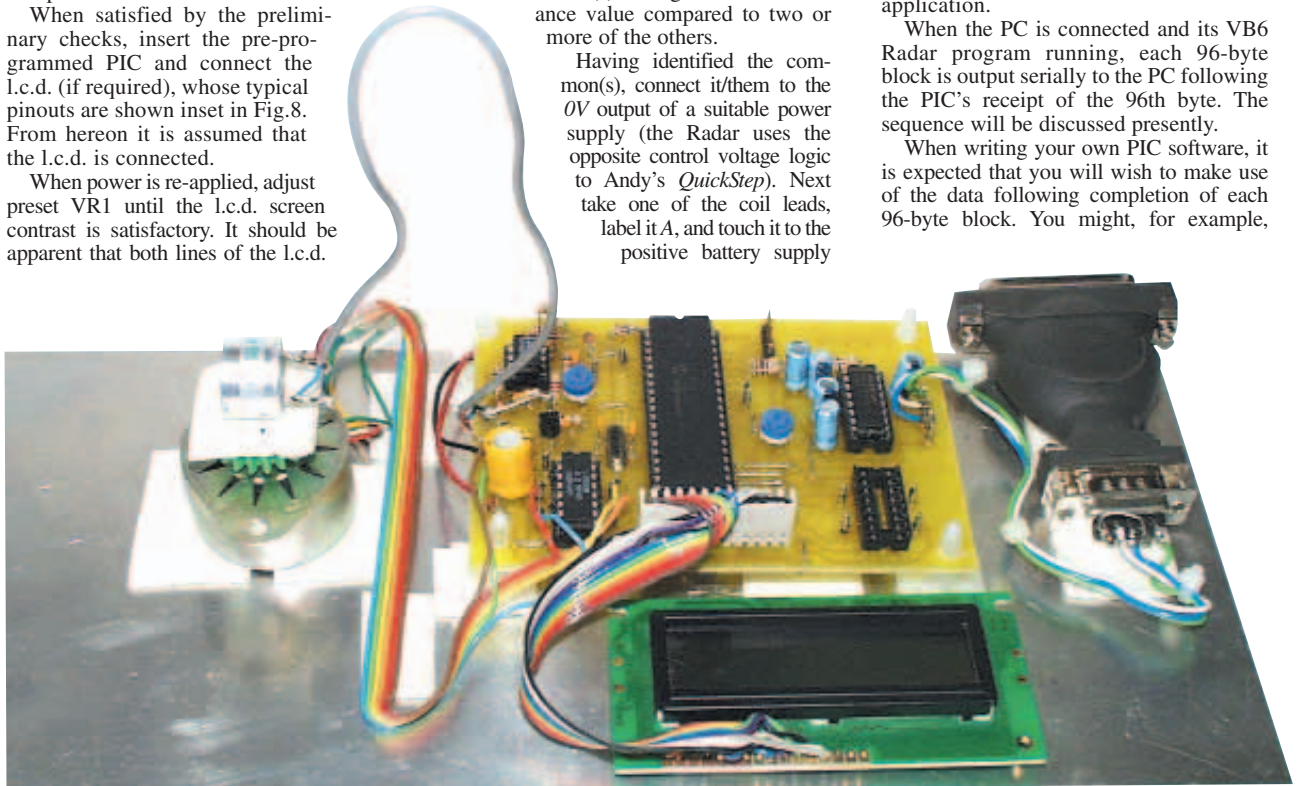 When satisfied by the prelimi-
nary checks, insert the pre-pro-
grammed PIC and connect the
l.c.d. (if required), whose typical
pinouts are shown inset in Fig.8.
From hereon it is assumed that
the l.c.d. is connected.
When power is re-applied, adjust
preset VR1 until the l.c.d. screen
contrast is satisfactory. It should be
apparent that both lines of the l.c.d.
ance value compared to two or
more of the others.
Having identified the com-
mon(s), connect it/them to the
0V output of a suitable power
supply (the Radar uses the
opposite control voltage logic
to Andy's QuickStep). Next
take one of the coil leads,
label it A, and touch it to the
positive battery supply
application.
When the PC is connected and its VB6
Radar program running, each 96-byte
block is output serially to the PC following
the PIC's receipt of the 96th byte. The
sequence will be discussed presently.
When writing your own PIC software, it
is expected that you will wish to make use
of the data following completion of each
96-byte block. You might, for example,